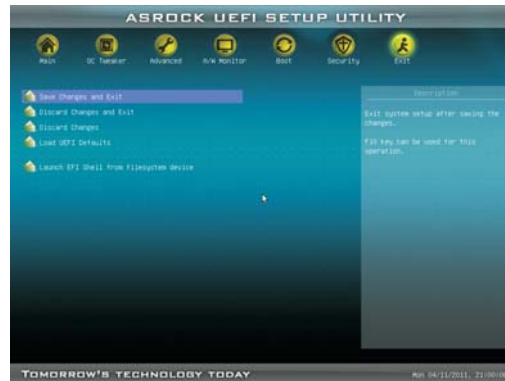 ASROCK UEFI SETUP UTILITY
Main OC Tweaker Advanced H/W Monitor Boot Security Exit
Save Changes and Exit
Discard Changes and Exit
Discard Changes
Load UEFI Defaults
Launch EFI Shell from filesystem device
Description
Exit system setup after saving the
changes.
F10 key can be used for this
operation.
TOMORROW'S TECHNOLOGY TODAY
Mon 04/11/2011, 21:00: